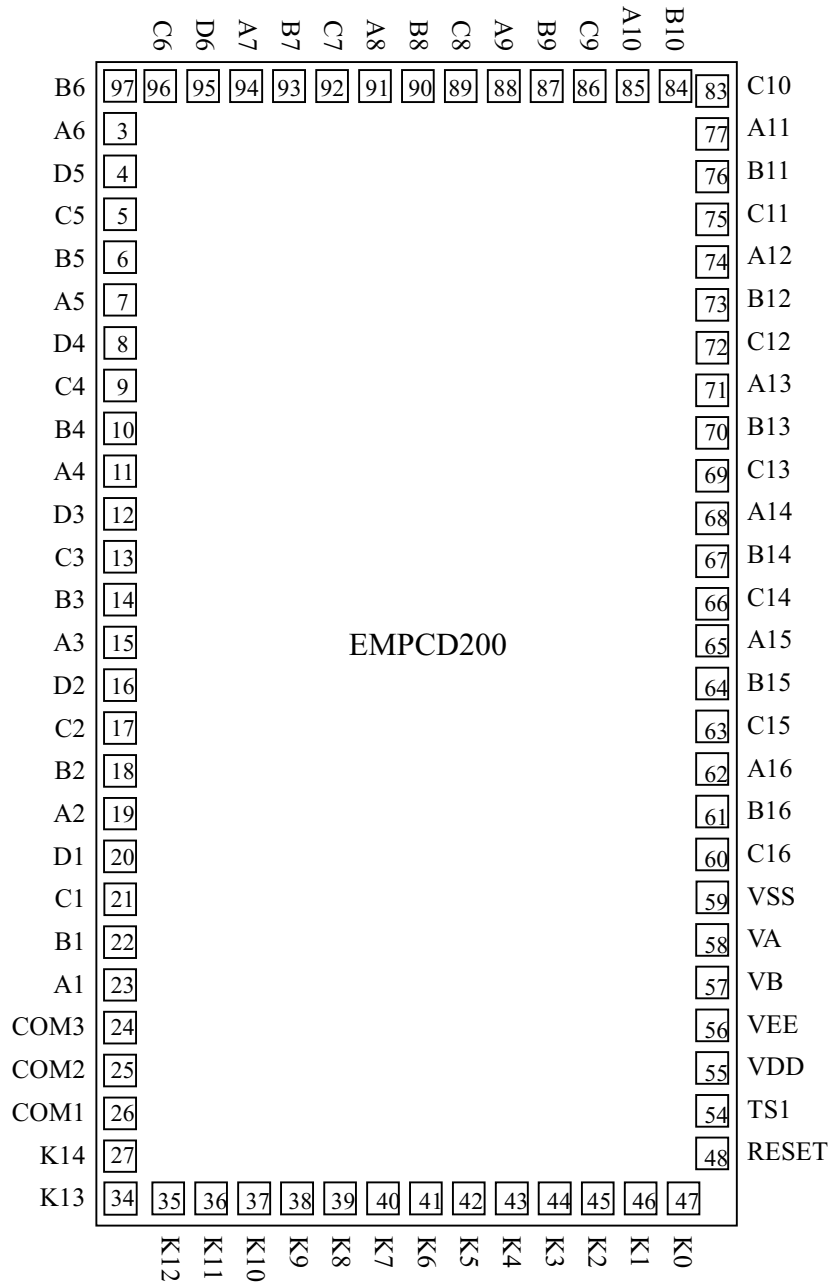 C6 D6 A7 B7 C7 A8 B8 C8 A9 B9 C9 A10 B10
B6 97 96 95 94 93 92 91 90 89 88 87 86 85 84 83 C10
A6 3 77 A11
D5 4 76 B11
C5 5 75 C11
B5 6 74 A12
A5 7 73 B12
D4 8 72 C12
C4 9 71 A13
B4 10 70 B13
A4 11 69 C13
D3 12 68 A14
C3 13 67 B14
B3 14 66 C14
A3 15 EMPCD200 65 A15
D2 16 64 B15
C2 17 63 C15
B2 18 62 A16
A2 19 61 B16
D1 20 60 C16
C1 21 59 VSS
B1 22 58 VA
A1 23 57 VB
COM3 24 56 VEE
COM2 25 55 VDD
COM1 26 54 TS1
K14 27 48 RESET
K13 34 35 36 37 38 39 40 41 42 43 44 45 46 47
K12 K11 K10 K9 K8 K7 K6 K5 K4 K3 K2 K1 K0